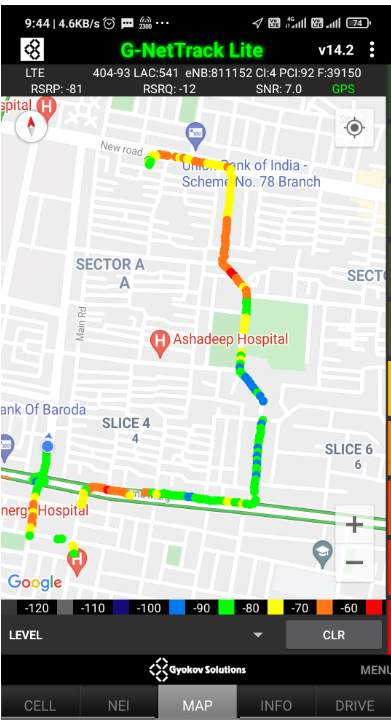 9:44 | 4.6KB/s
4G
74
G-NetTrack Lite
v14.2
LTE 404-93 LAC:541 eNB:811152 CI:4 PCI:92 F:39150
RSRP: -81 RSRQ: -12 SNR: 7.0 GPS
spital
New road
Union Bank of India -
Scheme No. 78 Branch
SECTOR A
A
SECTO
Main Rd
Ashadeep Hospital
ank Of Baroda
SLICE 4
4
SLICE 6
6
nergy Hospital
Google
-120 -110 -100 -90 -80 -70 -60
LEVEL
CLR
Gyokov Solutions
MENU
CELL NEI MAP INFO DRIVE